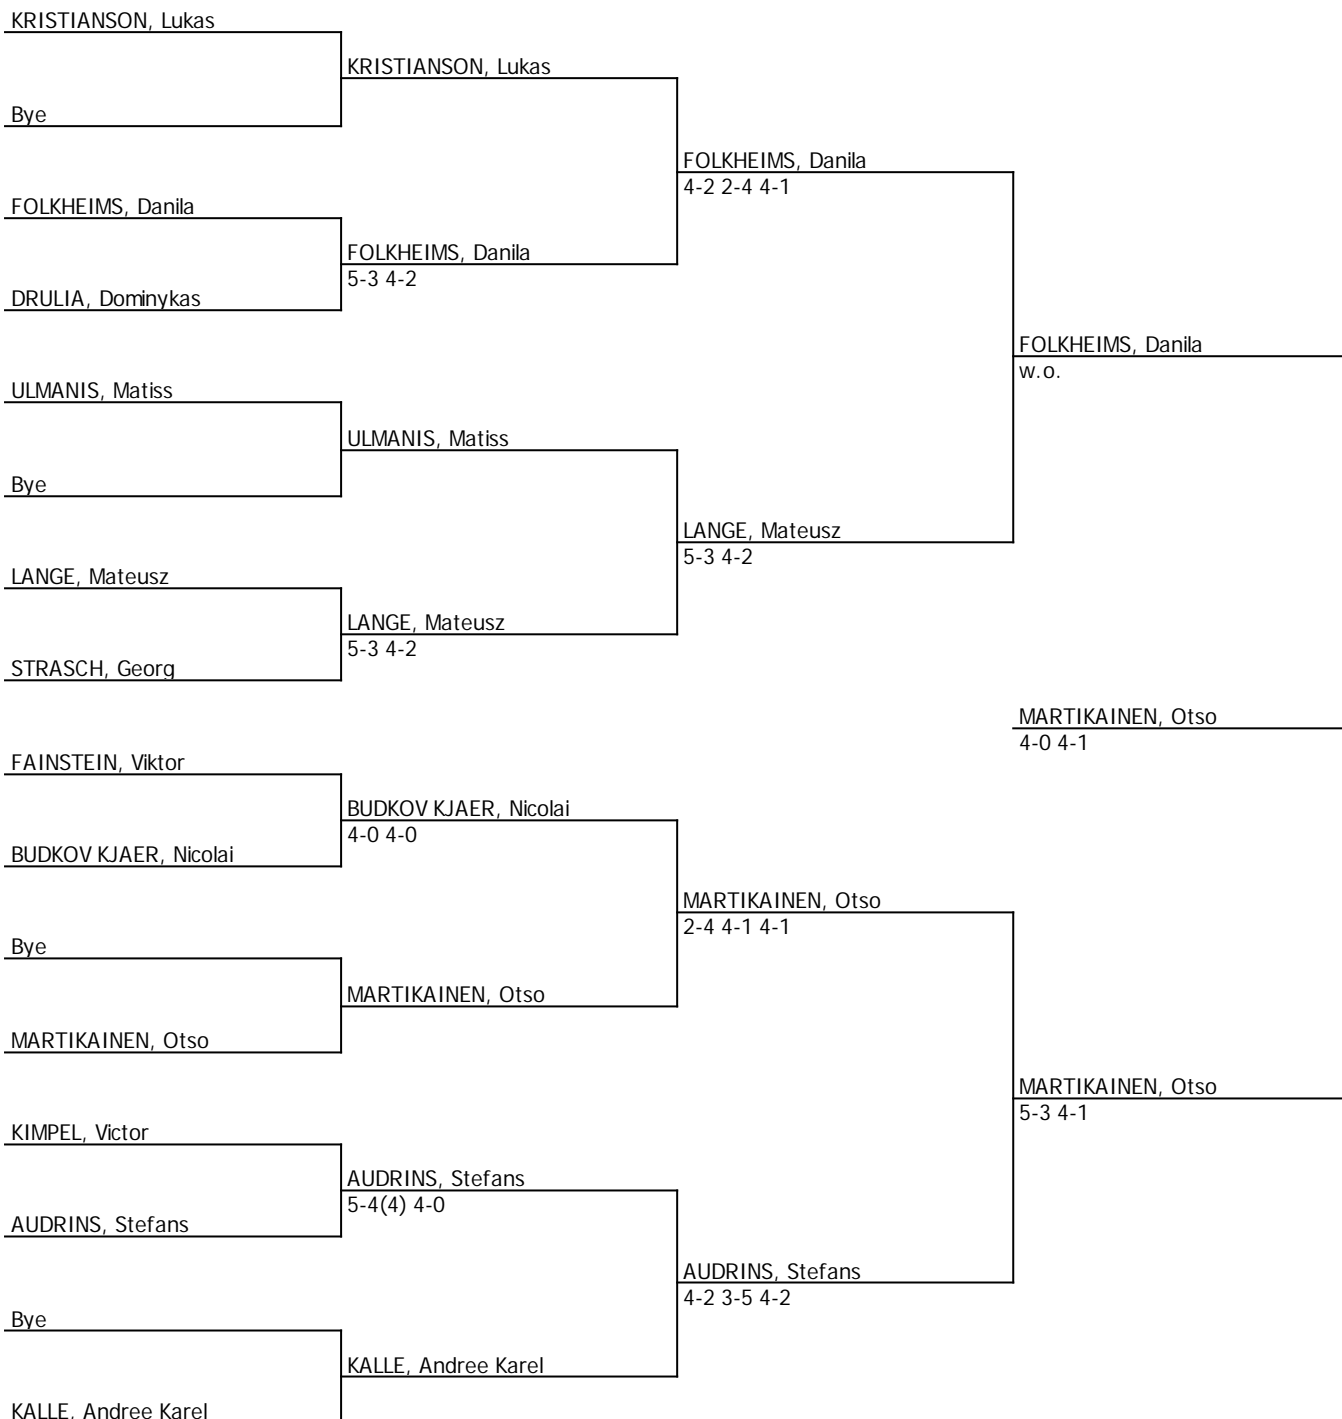 KRISTIANSON, Lukas
KRISTIANSON, Lukas
Bye
FOLKHEIMS, Danila
4-2 2-4 4-1
FOLKHEIMS, Danila
FOLKHEIMS, Danila
5-3 4-2
DRULIA, Dominykas
FOLKHEIMS, Danila
w.o.
ULMANIS, Matiss
ULMANIS, Matiss
Bye
LANGE, Mateusz
5-3 4-2
LANGE, Mateusz
LANGE, Mateusz
5-3 4-2
STRASCH, Georg
MARTIKAINEN, Otso
4-0 4-1
FAINSTEIN, Viktor
BUDKOV KJAER, Nicolai
4-0 4-0
BUDKOV KJAER, Nicolai
MARTIKAINEN, Otso
2-4 4-1 4-1
Bye
MARTIKAINEN, Otso
MARTIKAINEN, Otso
MARTIKAINEN, Otso
5-3 4-1
KIMPEL, Victor
AUDRINS, Stefans
5-4(4) 4-0
AUDRINS, Stefans
AUDRINS, Stefans
4-2 3-5 4-2
Bye
KALLE, Andree Karel
KALLE, Andree Karel